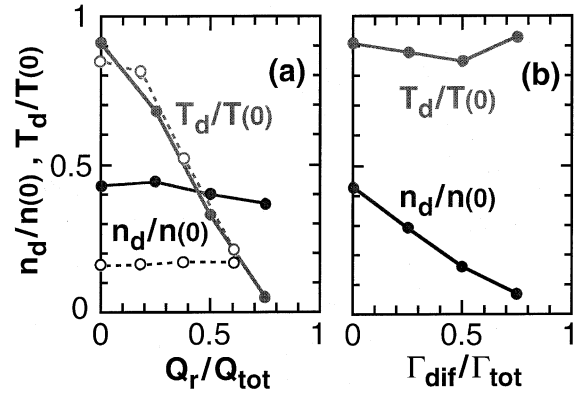 1
(a)
(b)
T_d/T(0)
T_d/T(0)
n_d/n(0) , T_d/T(0)
0.5
n_d/n(0)
n_d/n(0)
0
0 0.5 1
0 0.5 1
Q_r/Q_tot
Γ_dif/Γ_tot